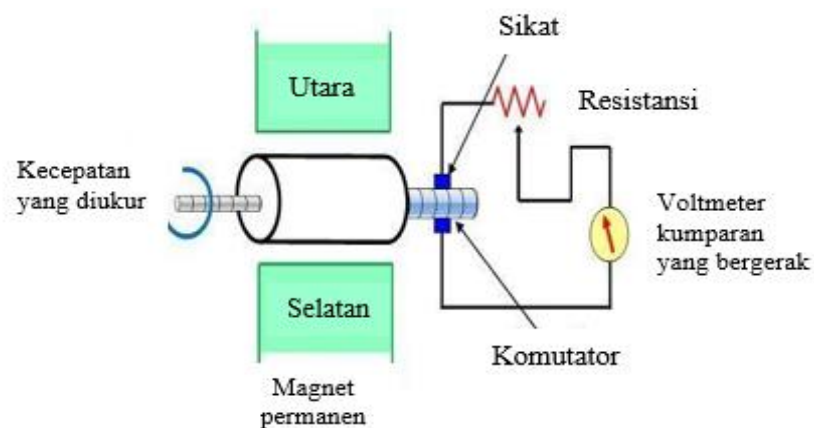 Sikat
Utara
Resistansi
Kecepatan
yang diukur
Voltmeter
kumparan
yang bergerak
Selatan
Komutator
Magnet
permanen